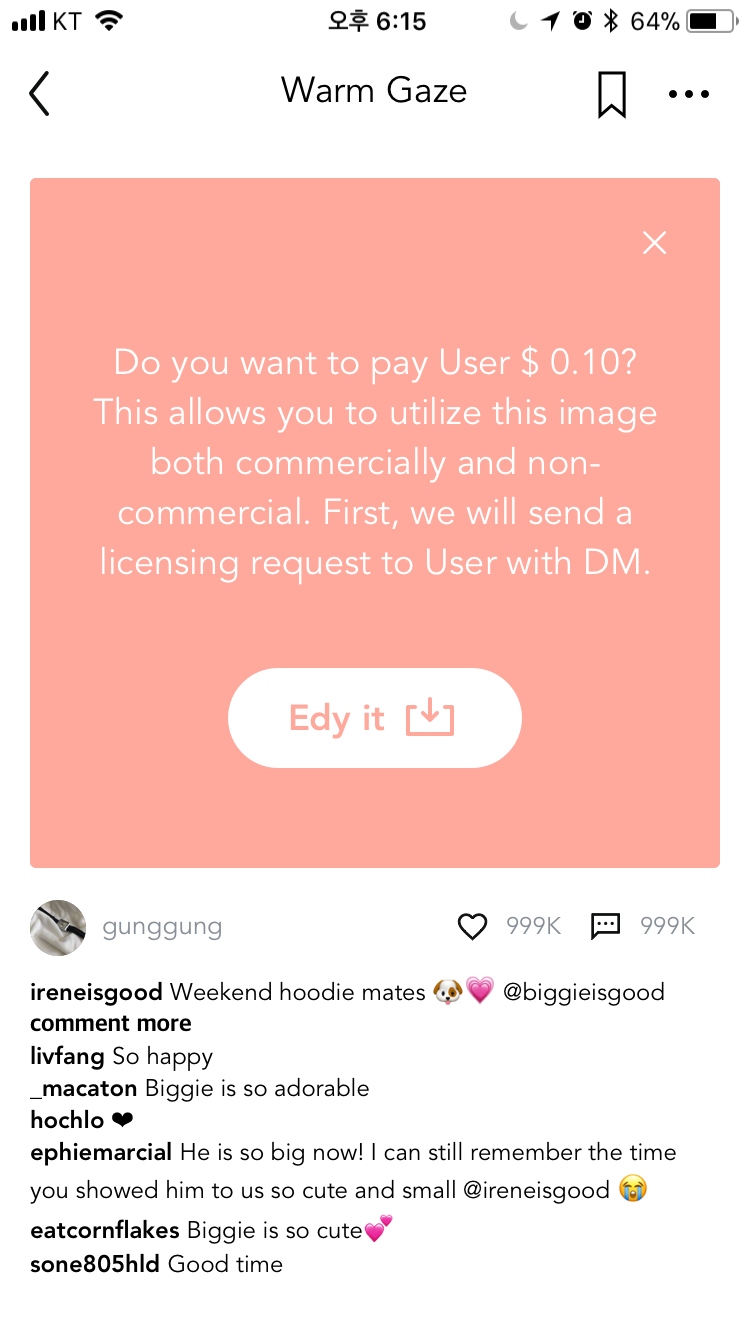 KT 오후 6:15 64%
Warm Gaze
Do you want to pay User $ 0.10?
This allows you to utilize this image
both commercially and non-
commercial. First, we will send a
licensing request to User with DM.
Edy it
gunggung 999K 999K
ireneisgood Weekend hoodie mates 🐶💗 @biggieisgood
comment more
livfang So happy
_macaton Biggie is so adorable
hochlo ❤
ephiemarcial He is so big now! I can still remember the time
you showed him to us so cute and small @ireneisgood 😭
eatcornflakes Biggie is so cute💕
sone805hld Good time